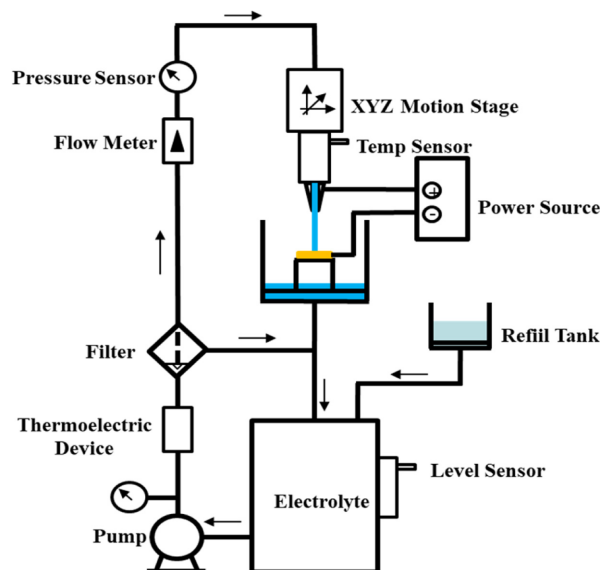 Pressure Sensor
XYZ Motion Stage
Flow Meter
Temp Sensor
+
-
Power Source
Filter
Refiil Tank
Thermoelectric
Device
Level Sensor
Electrolyte
Pump